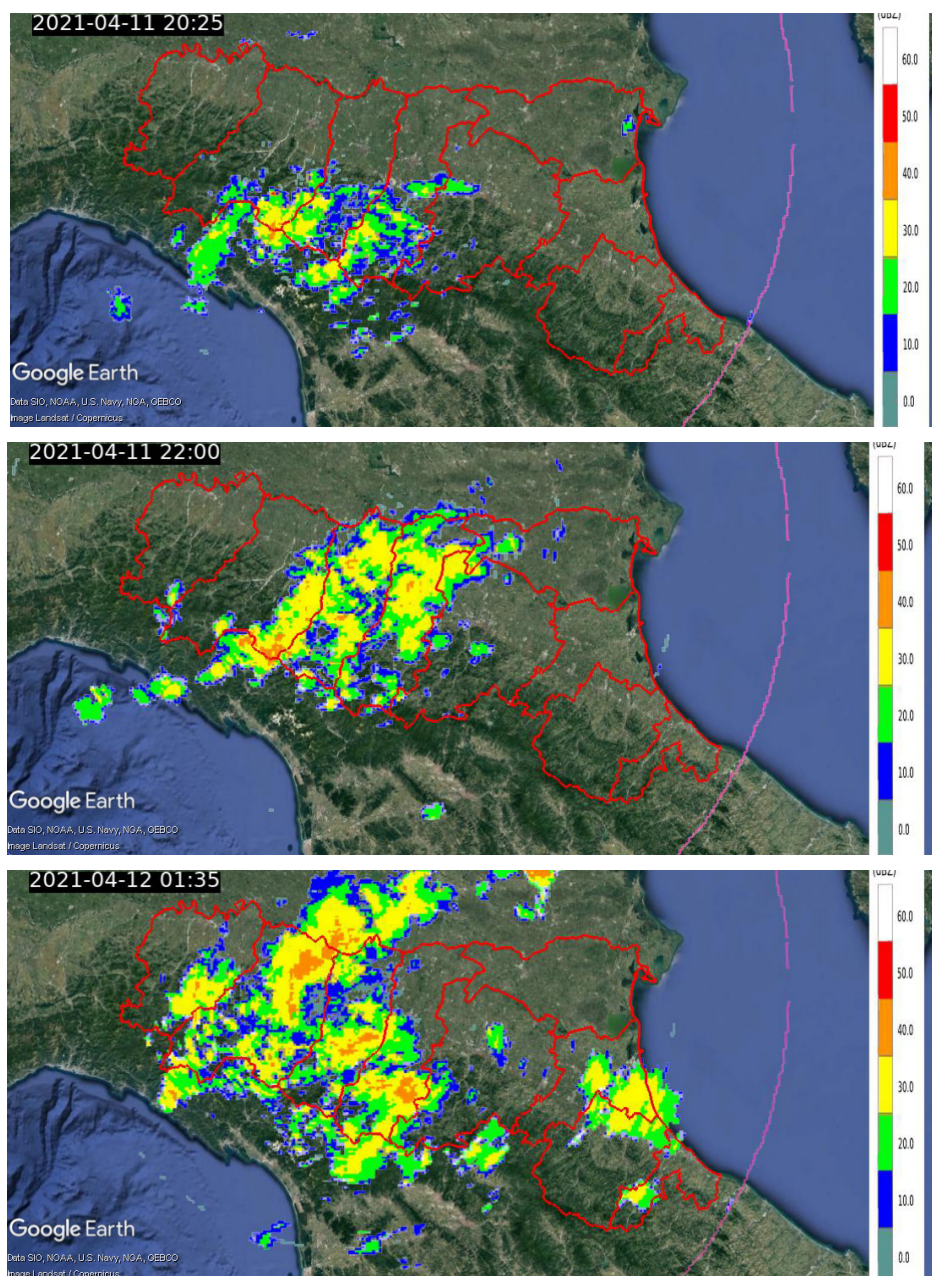 2021-04-11 20:25
(dBZ)
60.0
50.0
40.0
30.0
20.0
10.0
0.0
Google Earth
Data SIO, NOAA, U.S. Navy, NGA, GEBCO
Image Landsat / Copernicus
2021-04-11 22:00
(dBZ)
60.0
50.0
40.0
30.0
20.0
10.0
0.0
Google Earth
Data SIO, NOAA, U.S. Navy, NGA, GEBCO
Image Landsat / Copernicus
2021-04-12 01:35
(dBZ)
60.0
50.0
40.0
30.0
20.0
10.0
0.0
Google Earth
Data SIO, NOAA, U.S. Navy, NGA, GEBCO
Image Landsat / Copernicus